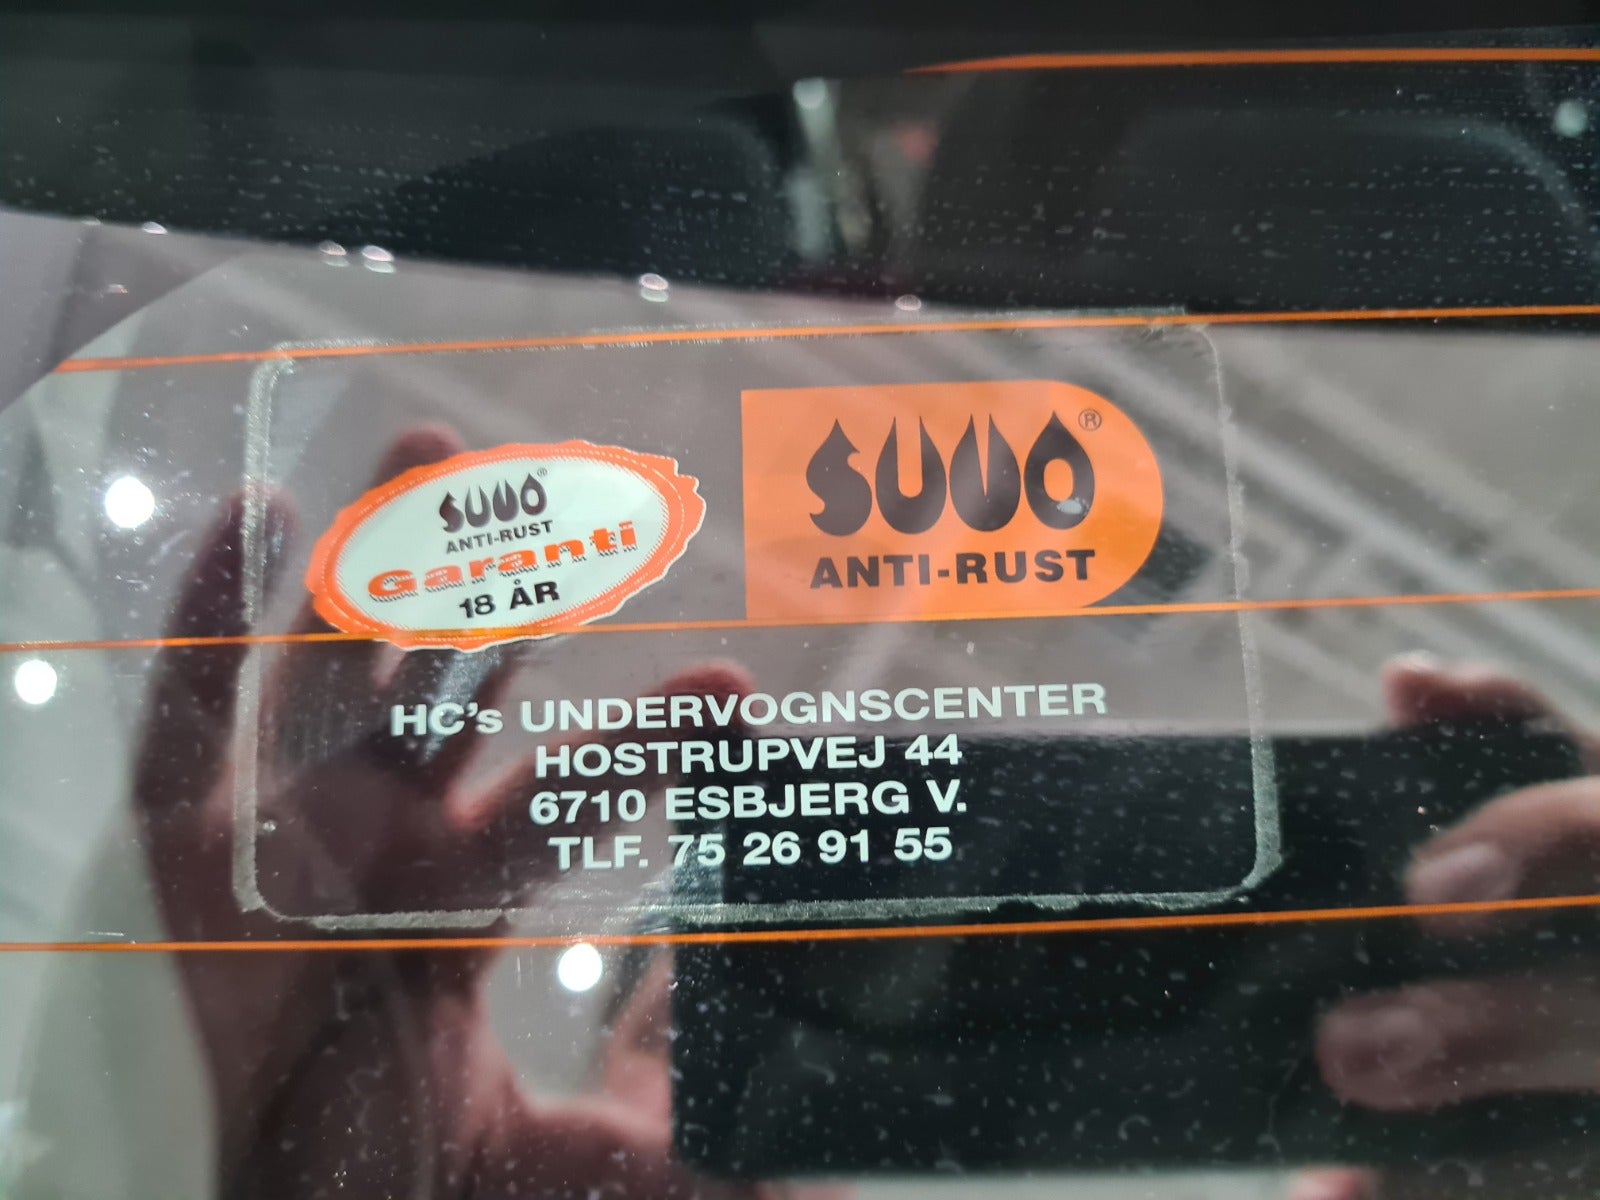 SUVO®
ANTI-RUST
Garanti
18 ÅR
SUVO®
ANTI-RUST
HC's UNDERVOGNSCENTER
HOSTRUPVEJ 44
6710 ESBJERG V.
TLF. 75 26 91 55